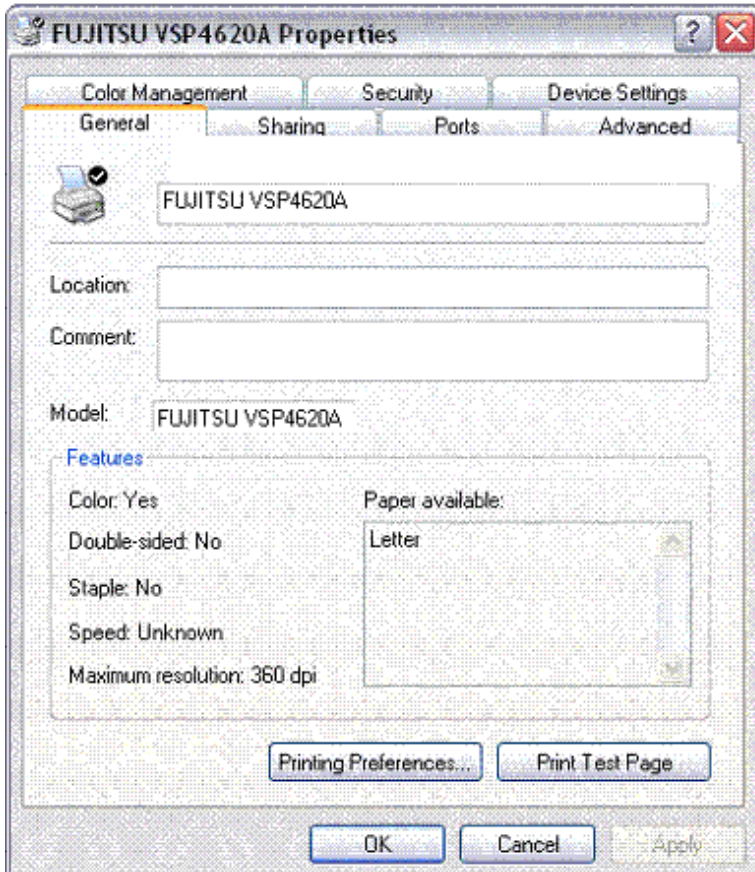 FUJITSU VSP4620A Properties
?
Color Management Security Device Settings
General Sharing Ports Advanced
FUJITSU VSP4620A
Location:
Comment:
Model: FUJITSU VSP4620A
Features
Color: Yes
Paper available:
Double-sided: No
Letter
Staple: No
Speed: Unknown
Maximum resolution: 360 dpi
Printing Preferences... Print Test Page
OK Cancel Apply